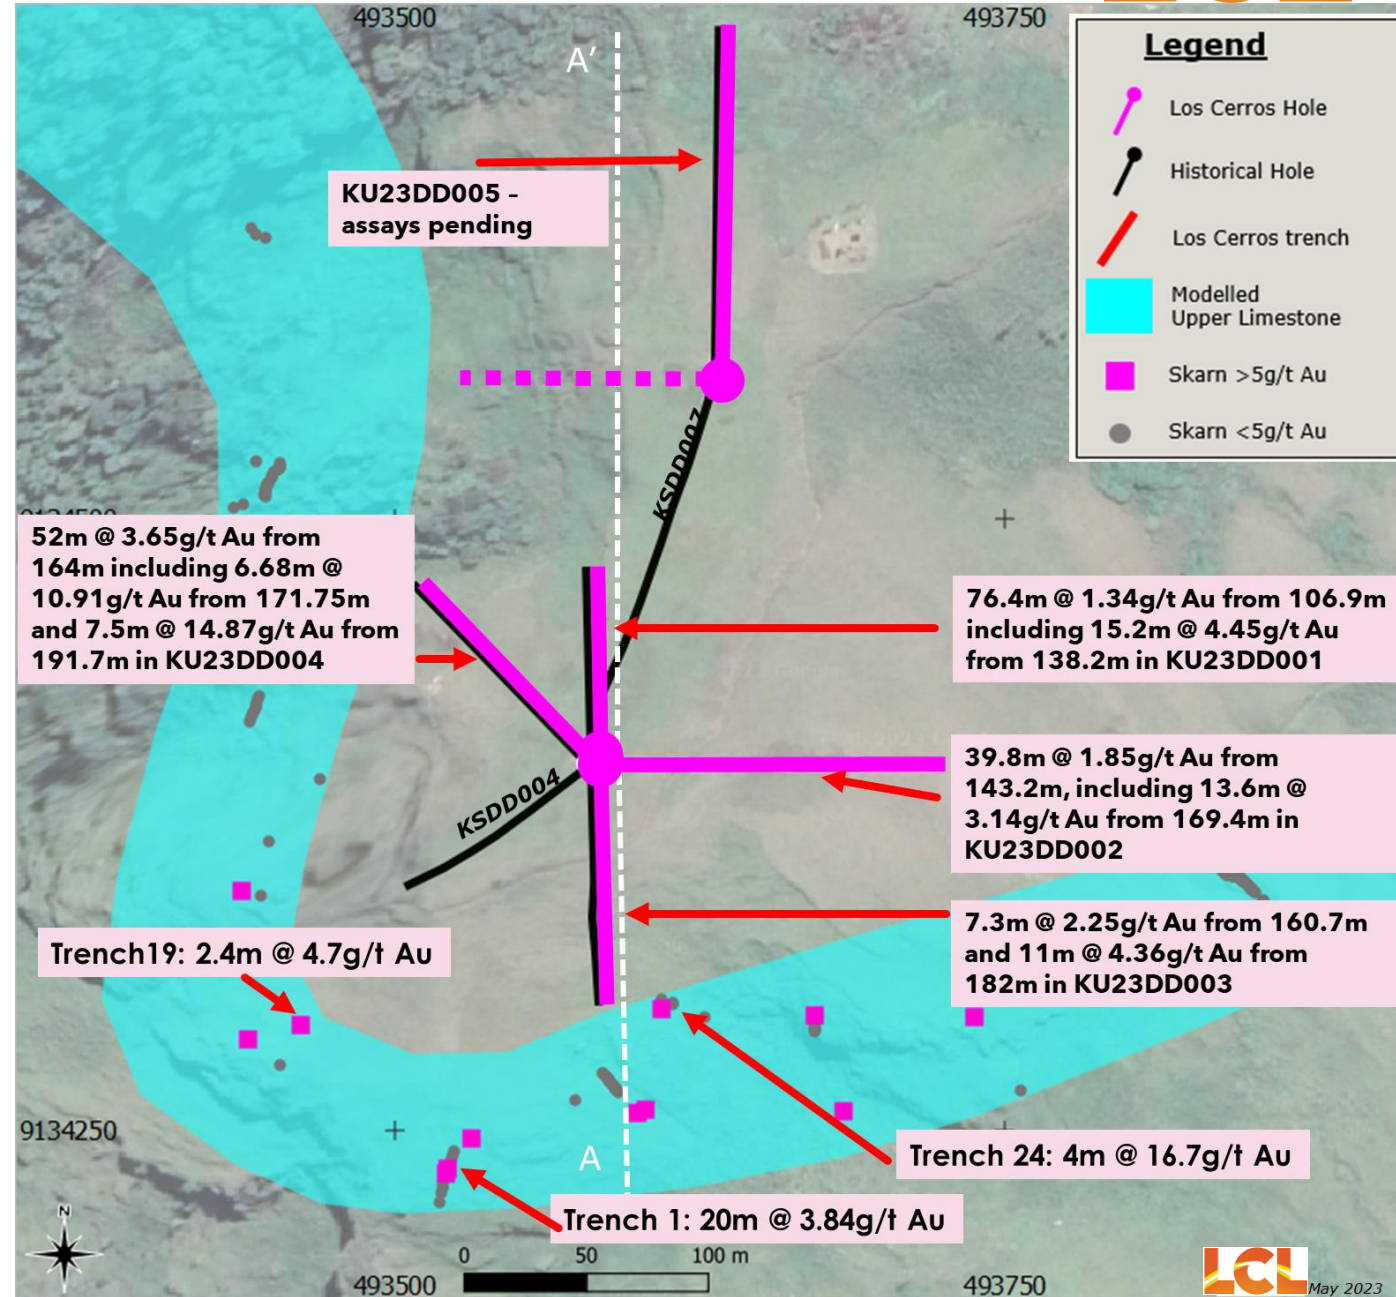 493500
493750
A'
Legend
Los Cerros Hole
Historical Hole
Los Cerros trench
Modelled
Upper Limestone
Skarn >5g/t Au
Skarn <5g/t Au
KU23DD005 –
assays pending
KSDD007
52m @ 3.65g/t Au from
164m including 6.68m @
10.91g/t Au from 171.75m
and 7.5m @ 14.87g/t Au from
191.7m in KU23DD004
76.4m @ 1.34g/t Au from 106.9m
including 15.2m @ 4.45g/t Au
from 138.2m in KU23DD001
KSDD004
39.8m @ 1.85g/t Au from
143.2m, including 13.6m @
3.14g/t Au from 169.4m in
KU23DD002
7.3m @ 2.25g/t Au from 160.7m
and 11m @ 4.36g/t Au from
182m in KU23DD003
Trench19: 2.4m @ 4.7g/t Au
9134250
A
Trench 24: 4m @ 16.7g/t Au
Trench 1: 20m @ 3.84g/t Au
N
0 50 100 m
493500
493750
LCL
May 2023